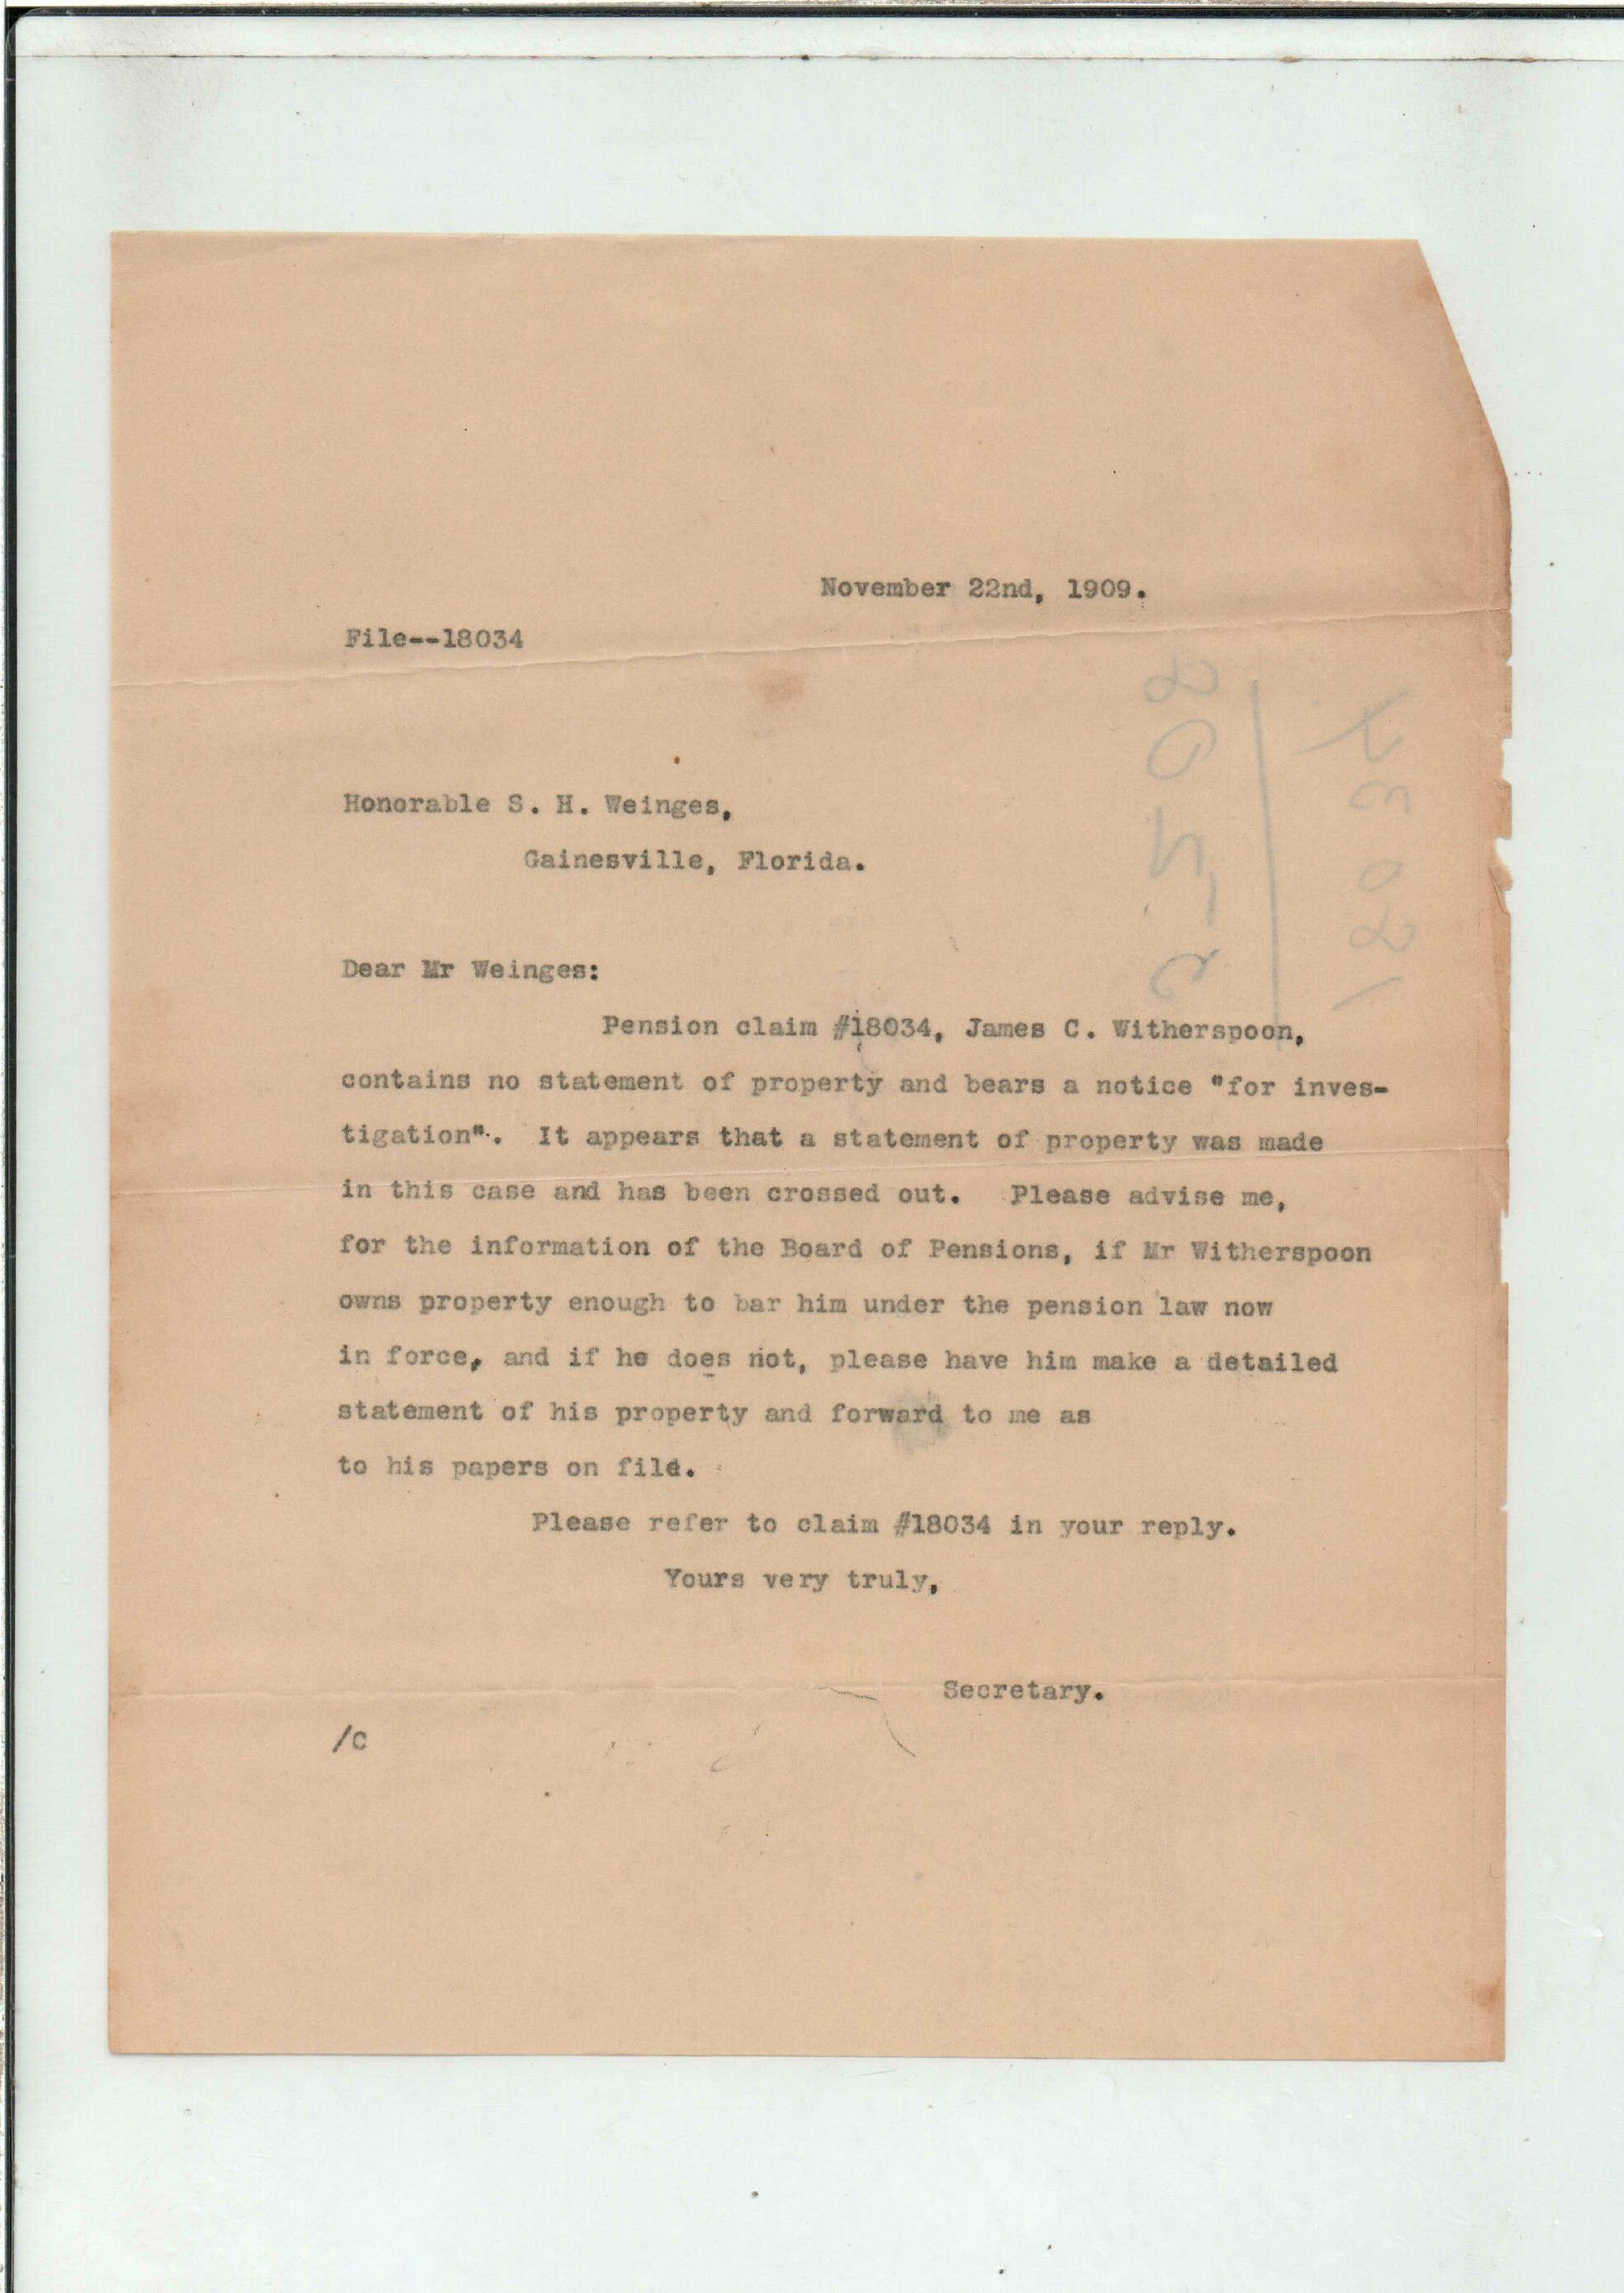 November 22nd, 1909.
File--18034
Honorable S. H. Weinges,
Gainesville, Florida.
Dear Mr Weinges:
Pension claim #18034, James C. Witherspoon,
contains no statement of property and bears a notice "for inves-
tigation". It appears that a statement of property was made
in this case and has been crossed out. Please advise me,
for the information of the Board of Pensions, if Mr Witherspoon
owns property enough to bar him under the pension law now
in force, and if he does not, please have him make a detailed
statement of his property and forward to me as
to his papers on file.
Please refer to claim #18034 in your reply.
Yours very truly,
Secretary.
/c